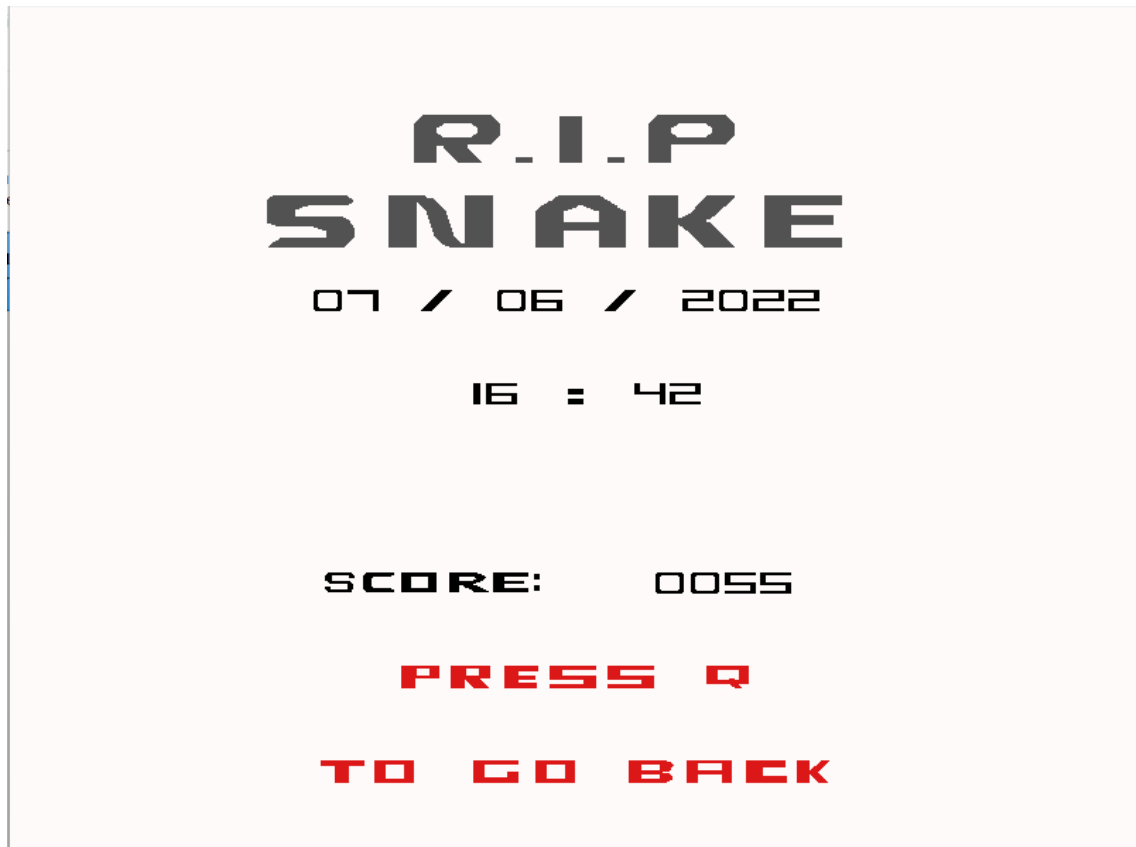 R.I.P
SNAKE
07 / 06 / 2022
16 : 42
SCORE: 0055
PRESS Q
TO GO BACK